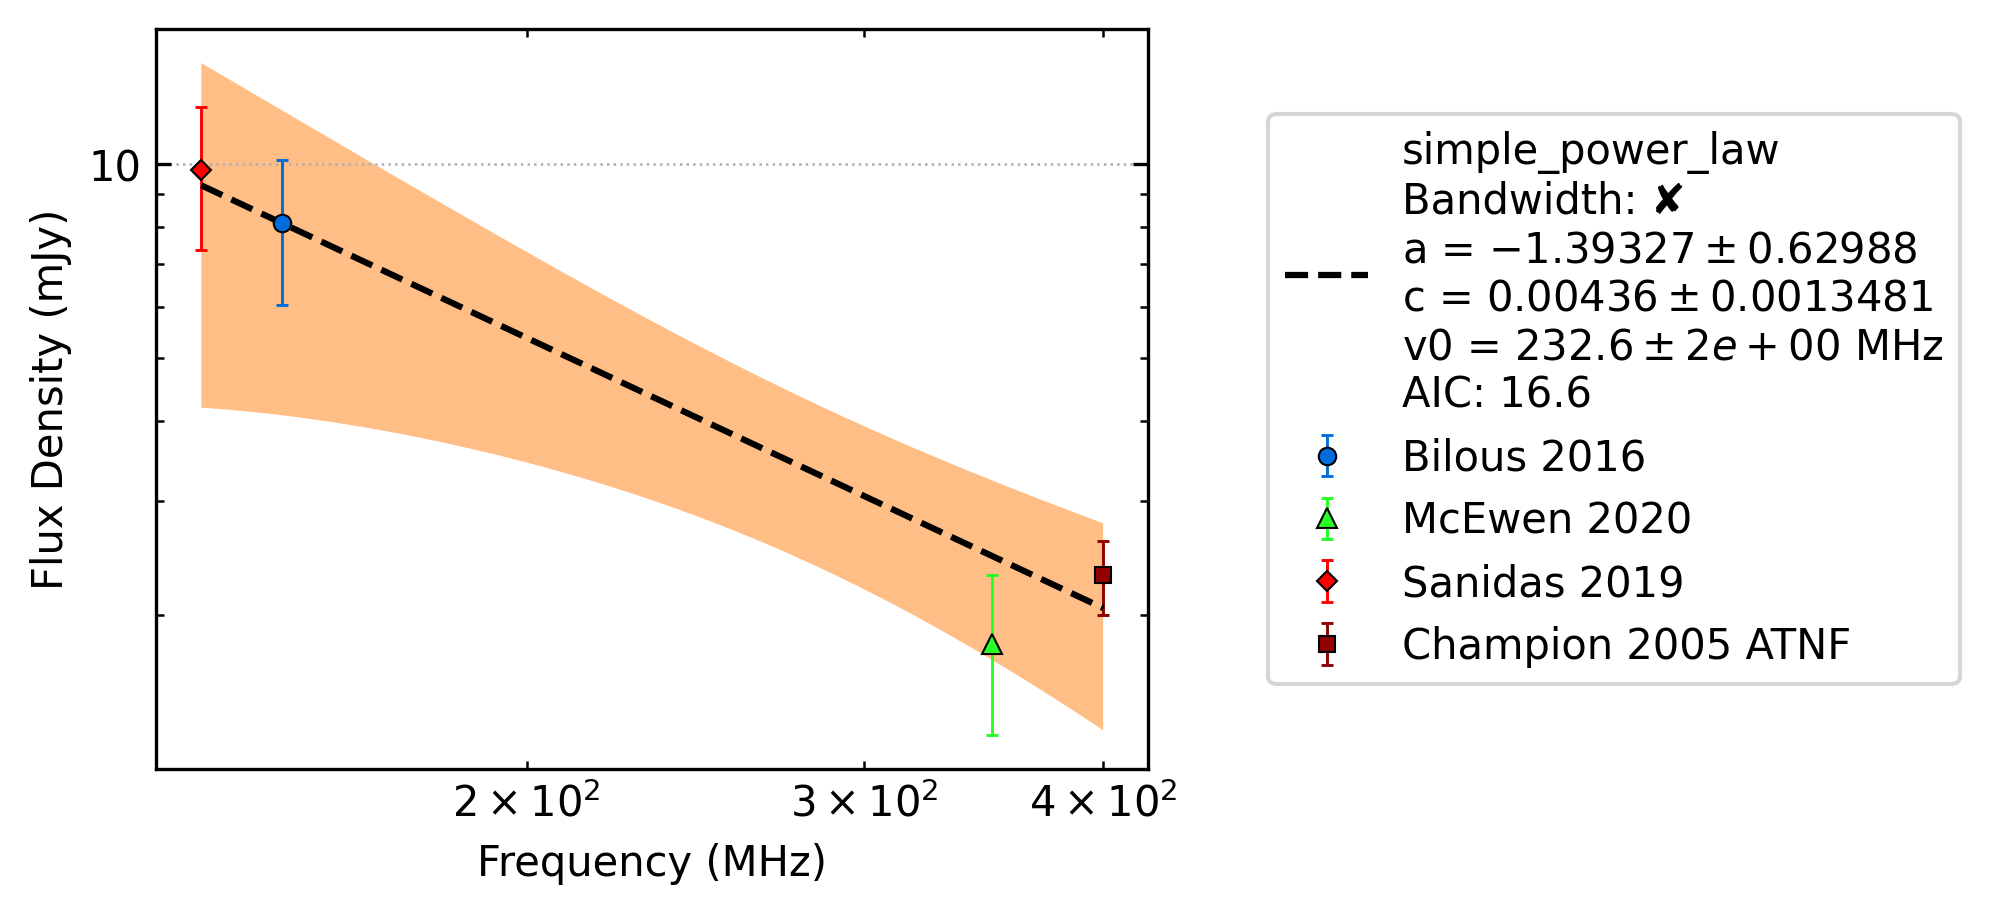 10
Flux Density (mJy)
2 × 10²
3 × 10²
4 × 10²
Frequency (MHz)
simple_power_law
Bandwidth: ✘
a = −1.39327 ± 0.62988
c = 0.00436 ± 0.0013481
v0 = 232.6 ± 2e + 00 MHz
AIC: 16.6
Bilous 2016
McEwen 2020
Sanidas 2019
Champion 2005 ATNF